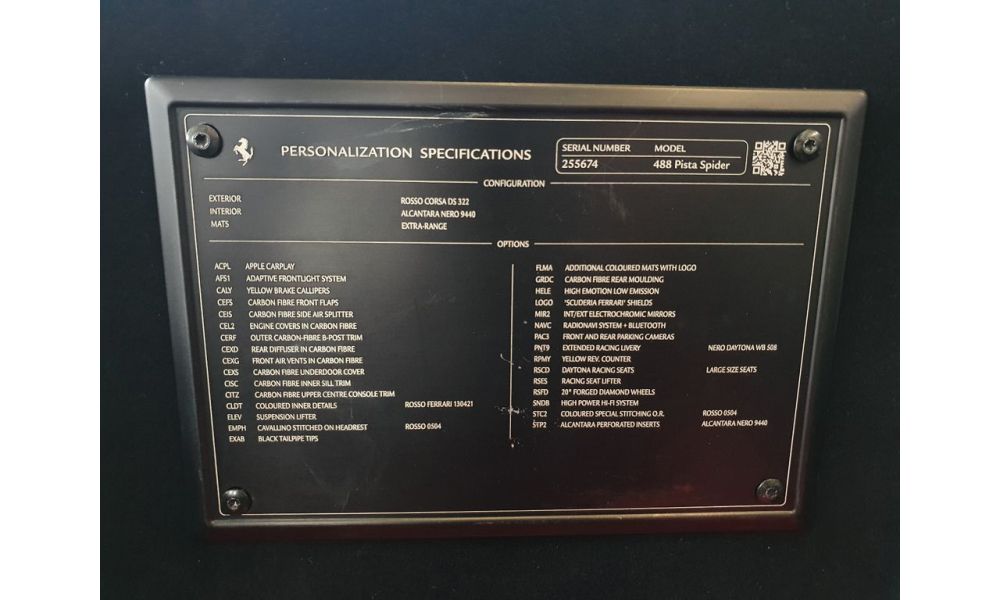 PERSONALIZATION SPECIFICATIONS
SERIAL NUMBER MODEL
255674 488 Pista Spider
CONFIGURATION
EXTERIOR ROSSO CORSA DS 322
INTERIOR ALCANTARA NERO 9440
MATS EXTRA-RANGE
OPTIONS
ACPL APPLE CARPLAY
AFS1 ADAPTIVE FRONTLIGHT SYSTEM
CALY YELLOW BRAKE CALLIPERS
CEFS CARBON FIBRE FRONT FLAPS
CEIS CARBON FIBRE SIDE AIR SPLITTER
CEL2 ENGINE COVERS IN CARBON FIBRE
CERF OUTER CARBON-FIBRE B-POST TRIM
CEXD REAR DIFFUSER IN CARBON FIBRE
CEXG FRONT AIR VENTS IN CARBON FIBRE
CEXS CARBON FIBRE UNDERDOOR COVER
CISC CARBON FIBRE INNER SILL TRIM
CITZ CARBON FIBRE UPPER CENTRE CONSOLE TRIM
CLDT COLOURED INNER DETAILS ROSSO FERRARI 130421
ELEV SUSPENSION LIFTER
EMPH CAVALLINO STITCHED ON HEADREST ROSSO 0504
EXAB BLACK TAILPIPE TIPS
FLMA ADDITIONAL COLOURED MATS WITH LOGO
GRDC CARBON FIBRE REAR MOULDING
HELE HIGH EMOTION LOW EMISSION
LOGO 'SCUDERIA FERRARI' SHIELDS
MIR2 INT/EXT ELECTROCHROMIC MIRRORS
NAVC RADIONAVI SYSTEM + BLUETOOTH
PAC3 FRONT AND REAR PARKING CAMERAS
PNT9 EXTENDED RACING LIVERY NERO DAYTONA WB 508
RPMY YELLOW REV. COUNTER
RSCD DAYTONA RACING SEATS LARGE SIZE SEATS
RSES RACING SEAT LIFTER
RSFD 20" FORGED DIAMOND WHEELS
SNDB HIGH POWER HI-FI SYSTEM
STC2 COLOURED SPECIAL STITCHING O.R. ROSSO 0504
STP2 ALCANTARA PERFORATED INSERTS ALCANTARA NERO 9440